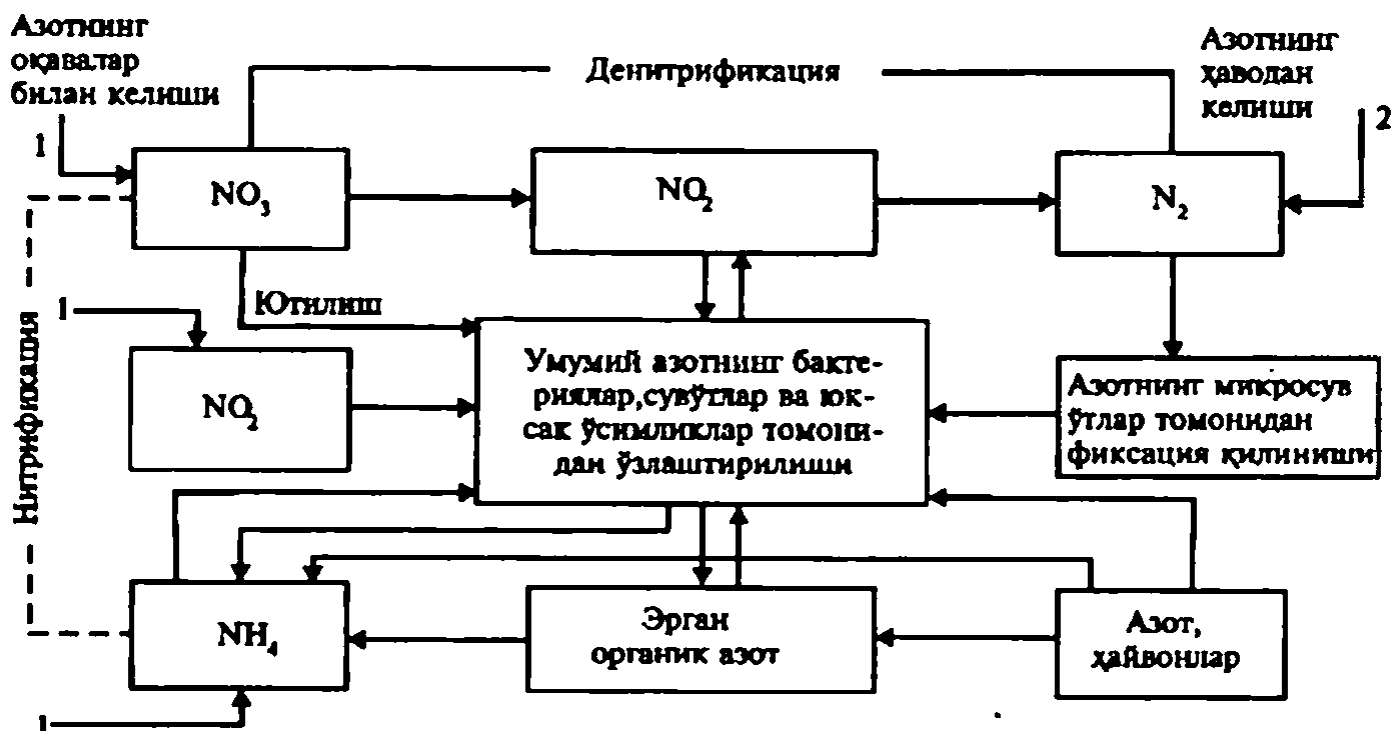 Азотнинг
оқавалар
билан келиши
Денитрификация
Азотнинг
ҳаводан
келиши
1
2
NO₃
NO₂
N₂
Ютилиш
Нитрификация
1
NO₂
Умумий азотнинг бакте-
риялар,сувўтлар ва юк-
сак ўсимликлар томони-
дан ўзлаштирилиши
Азотнинг микросув
ўтлар томонидан
фиксация қилиниши
NH₄
Эрган
органик азот
Азот,
ҳайвонлар
1